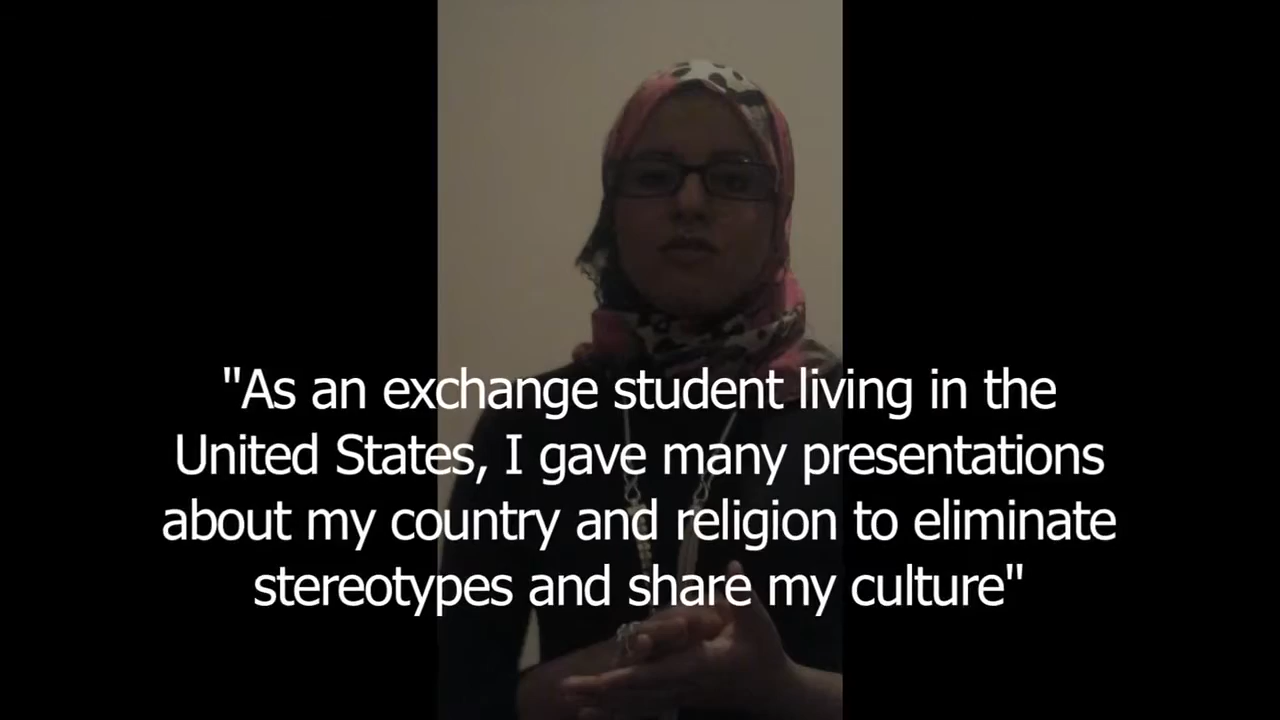 "As an exchange student living in the
United States, I gave many presentations
about my country and religion to eliminate
stereotypes and share my culture"